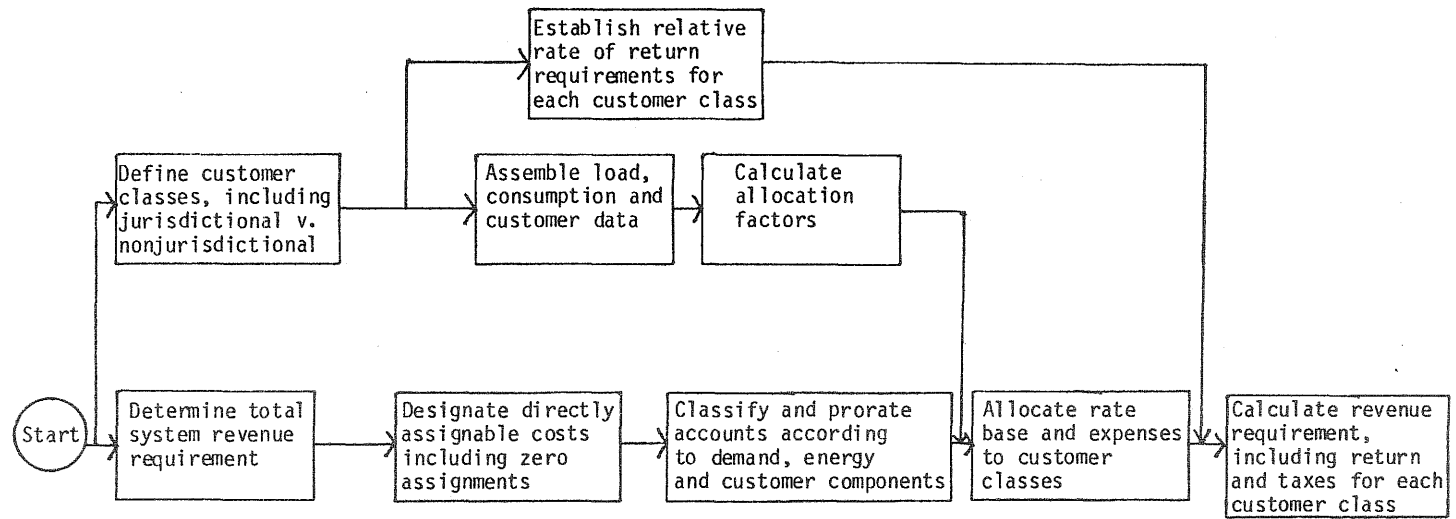 Establish relative
rate of return
requirements for
each customer class
Define customer
classes, including
jurisdictional v.
nonjurisdictional
Assemble load,
consumption and
customer data
Calculate
allocation
factors
Start
Determine total
system revenue
requirement
Designate directly
assignable costs
including zero
assignments
Classify and prorate
accounts according
to demand, energy
and customer components
Allocate rate
base and expenses
to customer
classes
Calculate revenue
requirement,
including return
and taxes for each
customer class